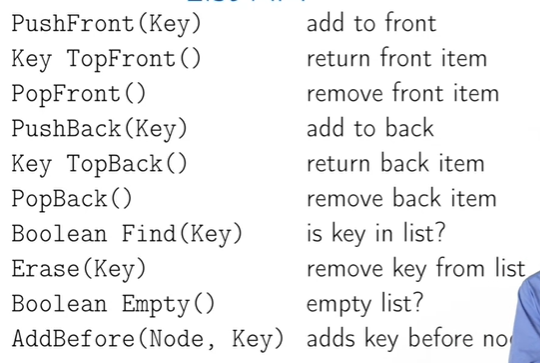 PushFront(Key) add to front
Key TopFront() return front item
PopFront() remove front item
PushBack(Key) add to back
Key TopBack() return back item
PopBack() remove back item
Boolean Find(Key) is key in list?
Erase(Key) remove key from list
Boolean Empty() empty list?
AddBefore(Node, Key) adds key before